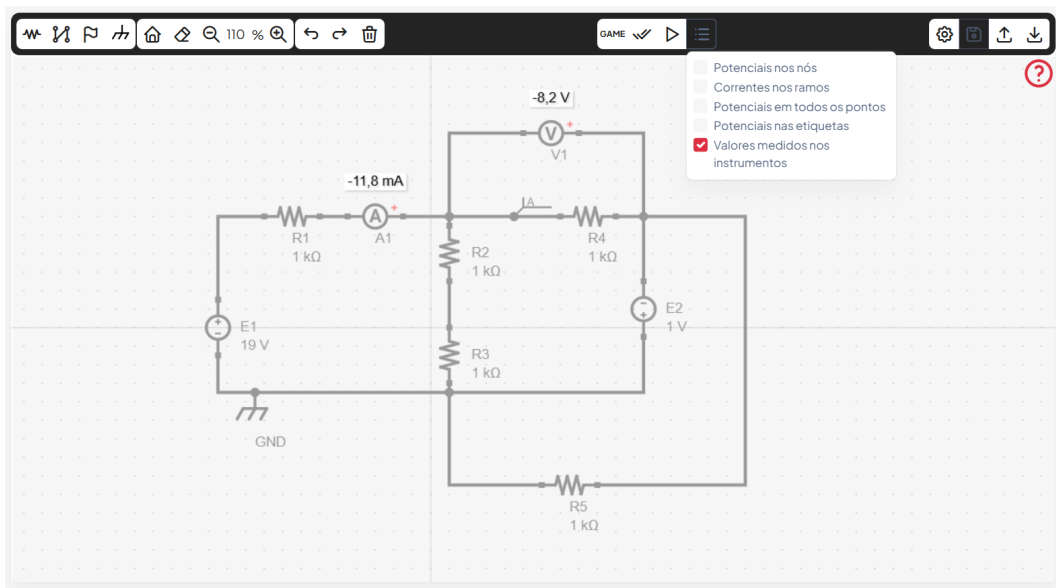 GAME
110 %
Potenciais nos nós
Correntes nos ramos
Potenciais em todos os pontos
Potenciais nas etiquetas
Valores medidos nos
instrumentos
?
-8,2 V
V
+
V1
-11,8 mA
A
+
A1
R1
1 kΩ
A
R4
1 kΩ
R2
1 kΩ
E2
1 V
E1
19 V
R3
1 kΩ
GND
R5
1 kΩ